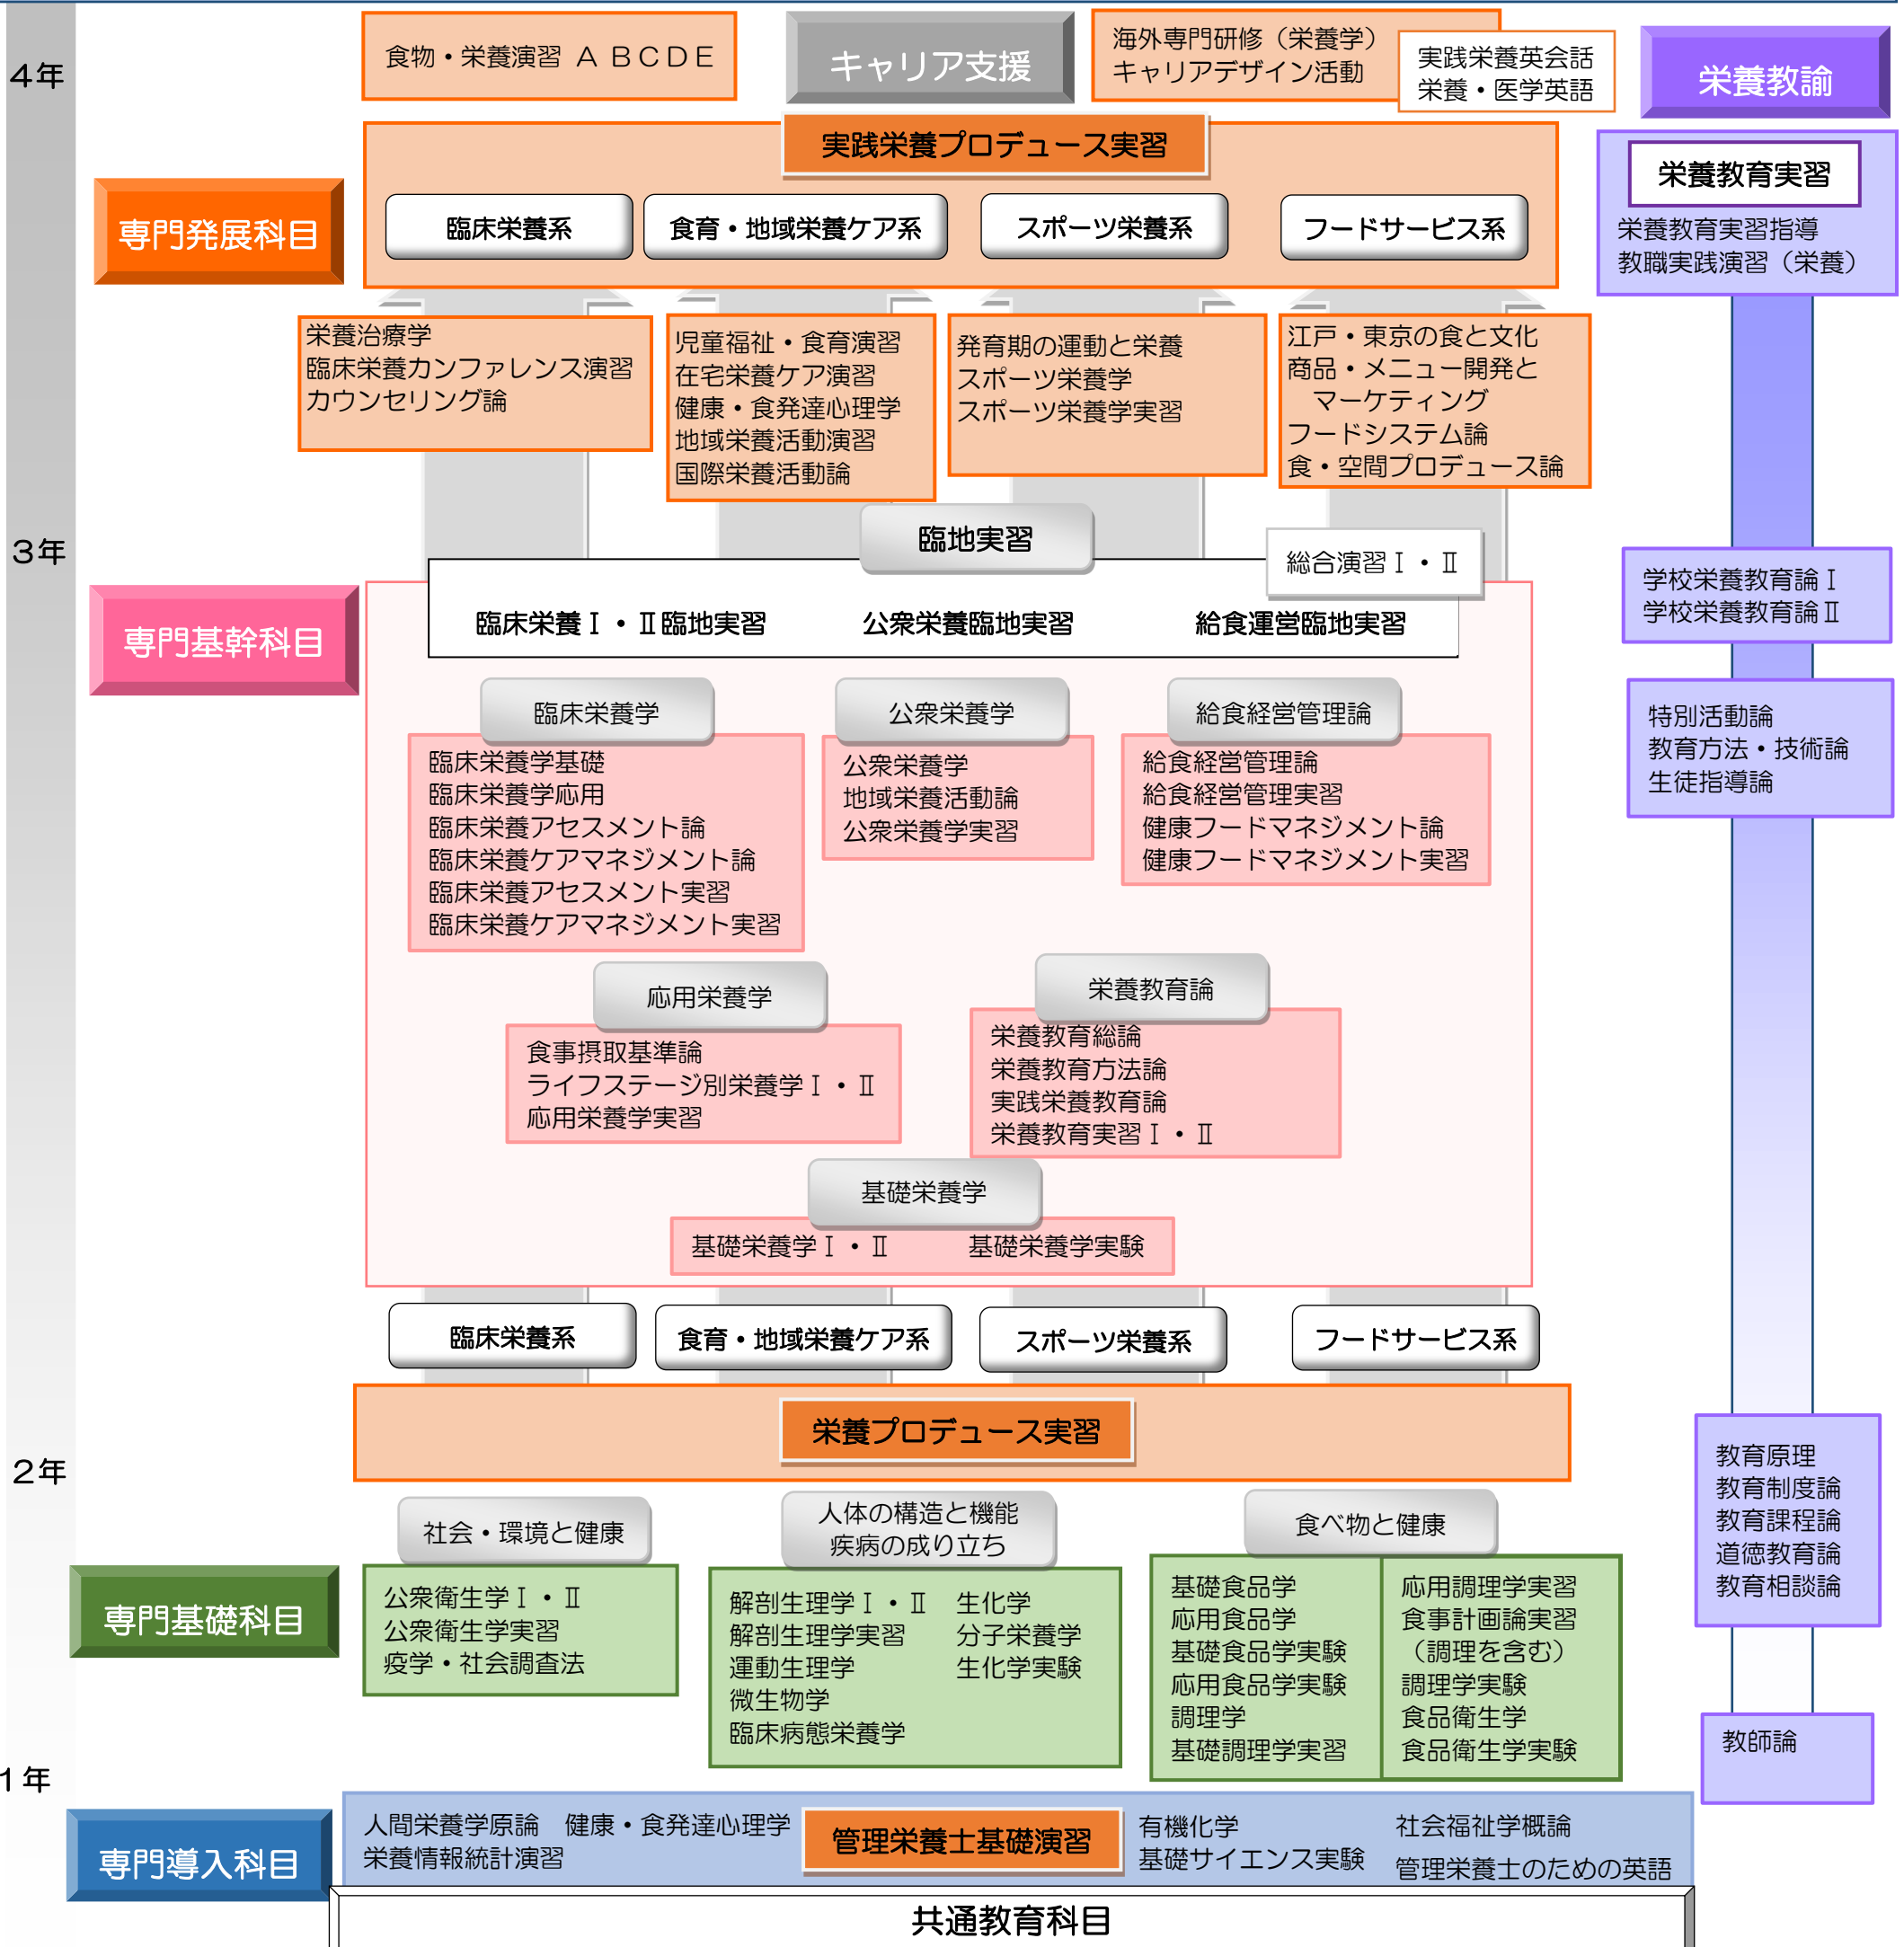 4年
食物・栄養演習 A B C D E
キャリア支援
海外専門研修（栄養学）
キャリアデザイン活動
実践栄養英会話
栄養・医学英語
栄養教諭
実践栄養プロデュース実習
専門発展科目
臨床栄養系
食育・地域栄養ケア系
スポーツ栄養系
フードサービス系
栄養教育実習
栄養教育実習指導
教職実践演習（栄養）
栄養治療学
臨床栄養カンファレンス演習
カウンセリング論
児童福祉・食育演習
在宅栄養ケア演習
健康・食発達心理学
地域栄養活動演習
国際栄養活動論
発育期の運動と栄養
スポーツ栄養学
スポーツ栄養学実習
江戸・東京の食と文化
商品・メニュー開発と
マーケティング
フードシステム論
食・空間プロデュース論
3年
臨地実習
総合演習Ⅰ・Ⅱ
専門基幹科目
臨床栄養Ⅰ・Ⅱ臨地実習
公衆栄養臨地実習
給食運営臨地実習
学校栄養教育論Ⅰ
学校栄養教育論Ⅱ
臨床栄養学
臨床栄養学基礎
臨床栄養学応用
臨床栄養アセスメント論
臨床栄養ケアマネジメント論
臨床栄養アセスメント実習
臨床栄養ケアマネジメント実習
公衆栄養学
公衆栄養学
地域栄養活動論
公衆栄養学実習
給食経営管理論
給食経営管理論
給食経営管理実習
健康フードマネジメント論
健康フードマネジメント実習
特別活動論
教育方法・技術論
生徒指導論
応用栄養学
食事摂取基準論
ライフステージ別栄養学Ⅰ・Ⅱ
応用栄養学実習
栄養教育論
栄養教育総論
栄養教育方法論
実践栄養教育論
栄養教育実習Ⅰ・Ⅱ
基礎栄養学
基礎栄養学Ⅰ・Ⅱ 基礎栄養学実験
臨床栄養系
食育・地域栄養ケア系
スポーツ栄養系
フードサービス系
栄養プロデュース実習
2年
教育原理
教育制度論
教育課程論
道徳教育論
教育相談論
専門基礎科目
社会・環境と健康
公衆衛生学Ⅰ・Ⅱ
公衆衛生学実習
疫学・社会調査法
人体の構造と機能
疾病の成り立ち
解剖生理学Ⅰ・Ⅱ 生化学
解剖生理学実習 分子栄養学
運動生理学 生化学実験
微生物学
臨床病態栄養学
食べ物と健康
基礎食品学
応用食品学
基礎食品学実験
応用食品学実験
調理学
基礎調理学実習
応用調理学実習
食事計画論実習
（調理を含む）
調理学実験
食品衛生学
食品衛生学実験
教師論
1年
専門導入科目
人間栄養学原論 健康・食発達心理学
栄養情報統計演習
管理栄養士基礎演習
有機化学
基礎サイエンス実験
社会福祉学概論
管理栄養士のための英語
共通教育科目